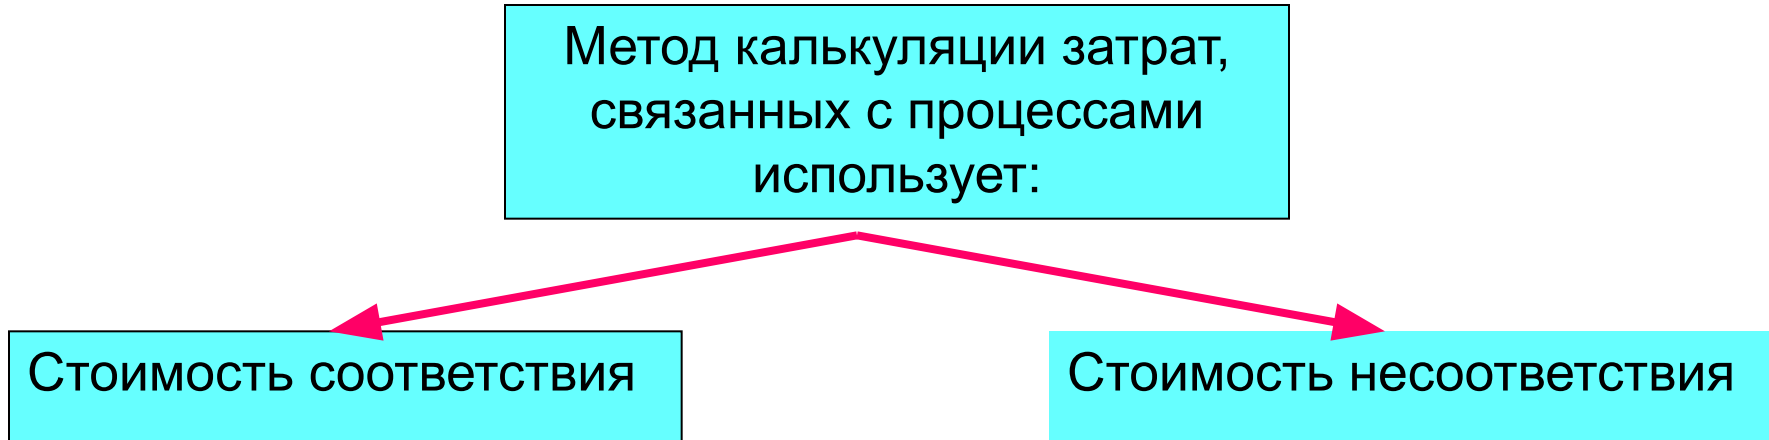 Метод калькуляции затрат,
связанных с процессами
использует:
Стоимость соответствия
Стоимость несоответствия